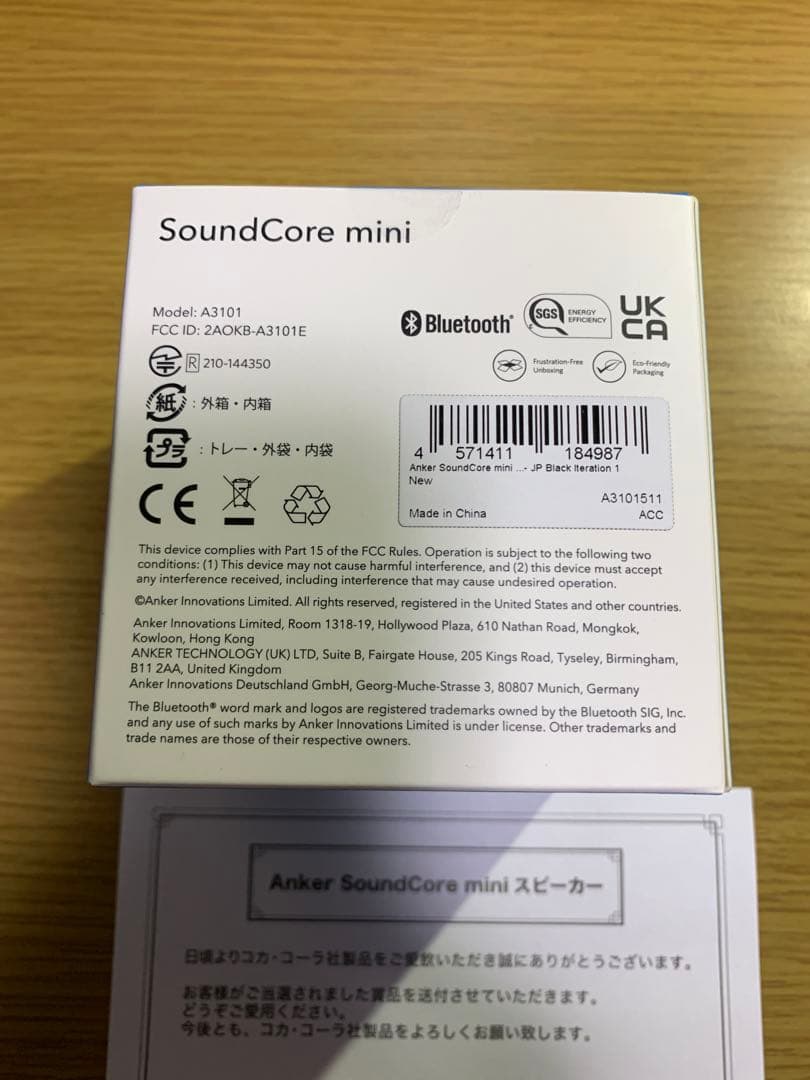 SoundCore mini
Model: A3101
FCC ID: 2AOKB-A3101E
R 210-144350
紙 : 外箱・内箱
プラ : トレー・外袋・内袋
CE
Bluetooth®
SGS ENERGY EFFICIENCY
UK
CA
Frustration-Free
Unboxing
Eco-Friendly
Packaging
4 571411 184987
Anker SoundCore mini ...- JP Black Iteration 1
New
A3101511
Made in China ACC
This device complies with Part 15 of the FCC Rules. Operation is subject to the following two
conditions: (1) This device may not cause harmful interference, and (2) this device must accept
any interference received, including interference that may cause undesired operation.
©Anker Innovations Limited. All rights reserved, registered in the United States and other countries.
Anker Innovations Limited, Room 1318-19, Hollywood Plaza, 610 Nathan Road, Mongkok,
Kowloon, Hong Kong
ANKER TECHNOLOGY (UK) LTD, Suite B, Fairgate House, 205 Kings Road, Tyseley, Birmingham,
B11 2AA, United Kingdom
Anker Innovations Deutschland GmbH, Georg-Muche-Strasse 3, 80807 Munich, Germany
The Bluetooth® word mark and logos are registered trademarks owned by the Bluetooth SIG, Inc.
and any use of such marks by Anker Innovations Limited is under license. Other trademarks and
trade names are those of their respective owners.
Anker SoundCore mini スピーカー
日頃よりコカ・コーラ社製品をご愛飲いただき誠にありがとうございます。
お客様がご当選されました賞品を送付させていただきます。
どうぞご愛用ください。
今後とも、コカ・コーラ社製品をよろしくお願い致します。